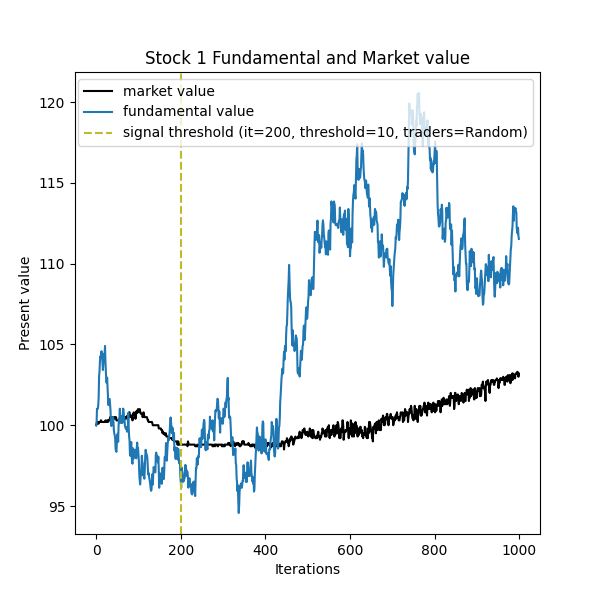 Stock 1 Fundamental and Market value
market value
fundamental value
signal threshold (it=200, threshold=10, traders=Random)
120
115
110
105
100
95
Present value
0 200 400 600 800 1000
Iterations